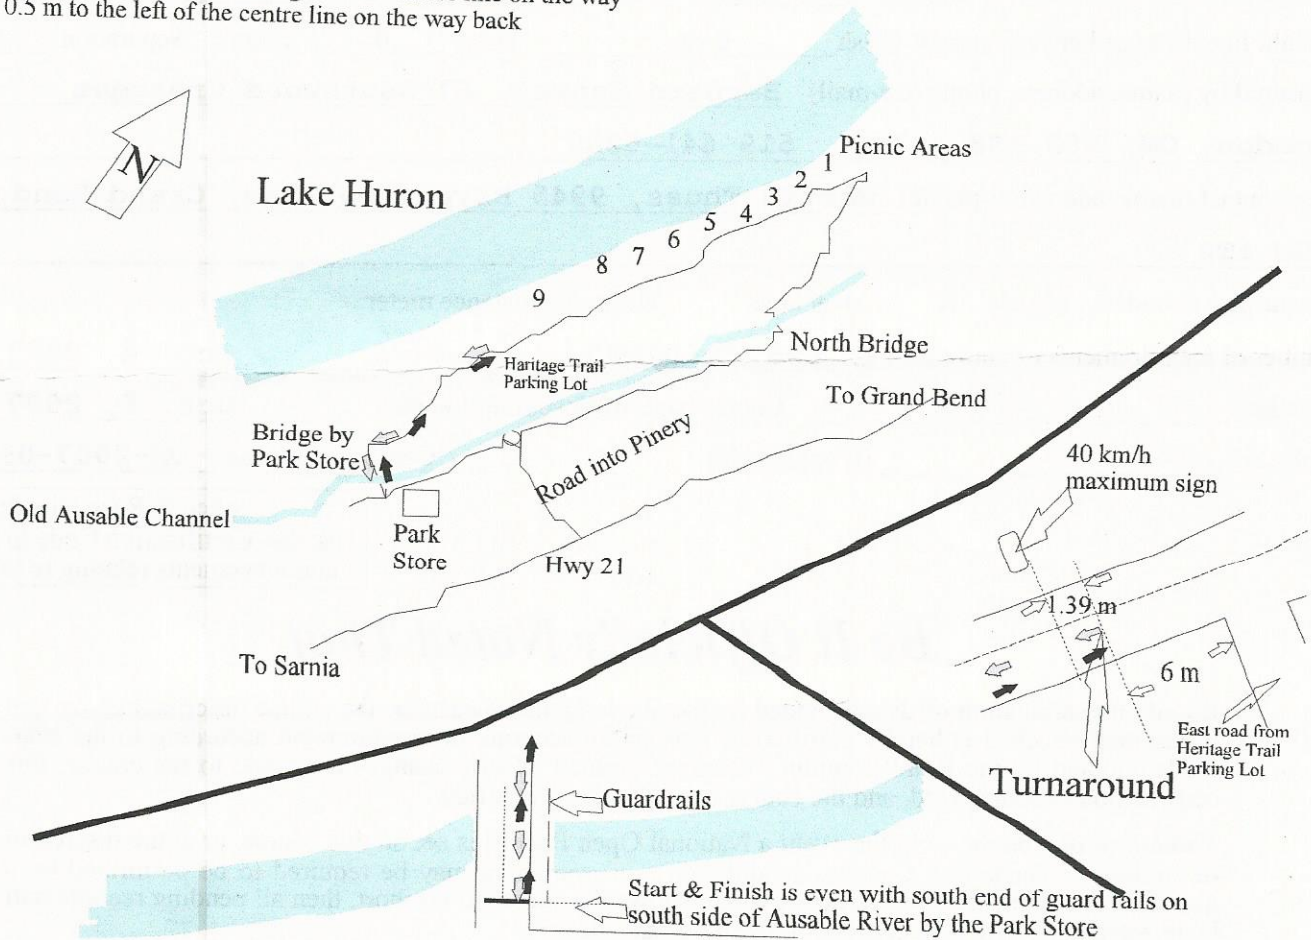 0.5 m to the left of the centre line on the way back
N
Lake Huron
Picnic Areas
1
2
3
4
5
6
7
8
9
Haritage Trail
Parking Lot
North Bridge
To Grand Bend
Bridge by
Park Store
Road into Pinery
Old Ausable Channel
Park
Store
Hwy 21
To Sarnia
40 km/h
maximum sign
1.39 m
6 m
East road from
Heritage Trail
Parking Lot
Turnaround
Guardrails
Start & Finish is even with south end of guard rails on
south side of Ausable River by the Park Store